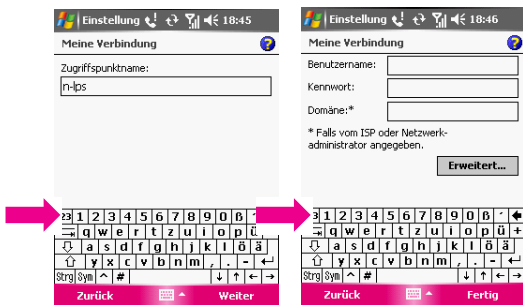 Einstellung 18:45
Meine Verbindung
Zugriffspunktname:
n-lps
1 2 3 4 5 6 7 8 9 0 ß
q w e r t z u i o p ü
a s d f g h j k l ö ä
y x c v b n m , . -
Strg Sym ^ #
Zurück Weiter
Einstellung 18:46
Meine Verbindung
Benutzername:
Kennwort:
Domäne:*
* Falls vom ISP oder Netzwerk-
administrator angegeben.
Erweitert...
1 2 3 4 5 6 7 8 9 0 ß ´
q w e r t z u i o p ü +
a s d f g h j k l ö ä
y x c v b n m , . -
Strg Sym ^ #
Zurück Fertig